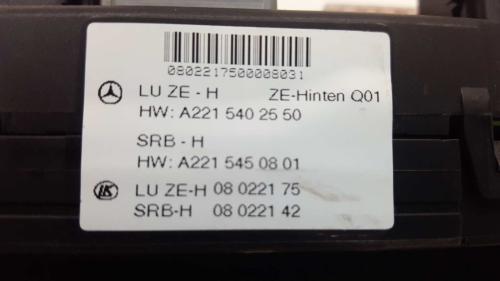 0802217500008031
LU ZE - H ZE-Hinten Q01
HW: A221 540 25 50
SRB - H
HW: A221 545 08 01
LK LU ZE-H 08 0221 75
SRB-H 08 0221 42